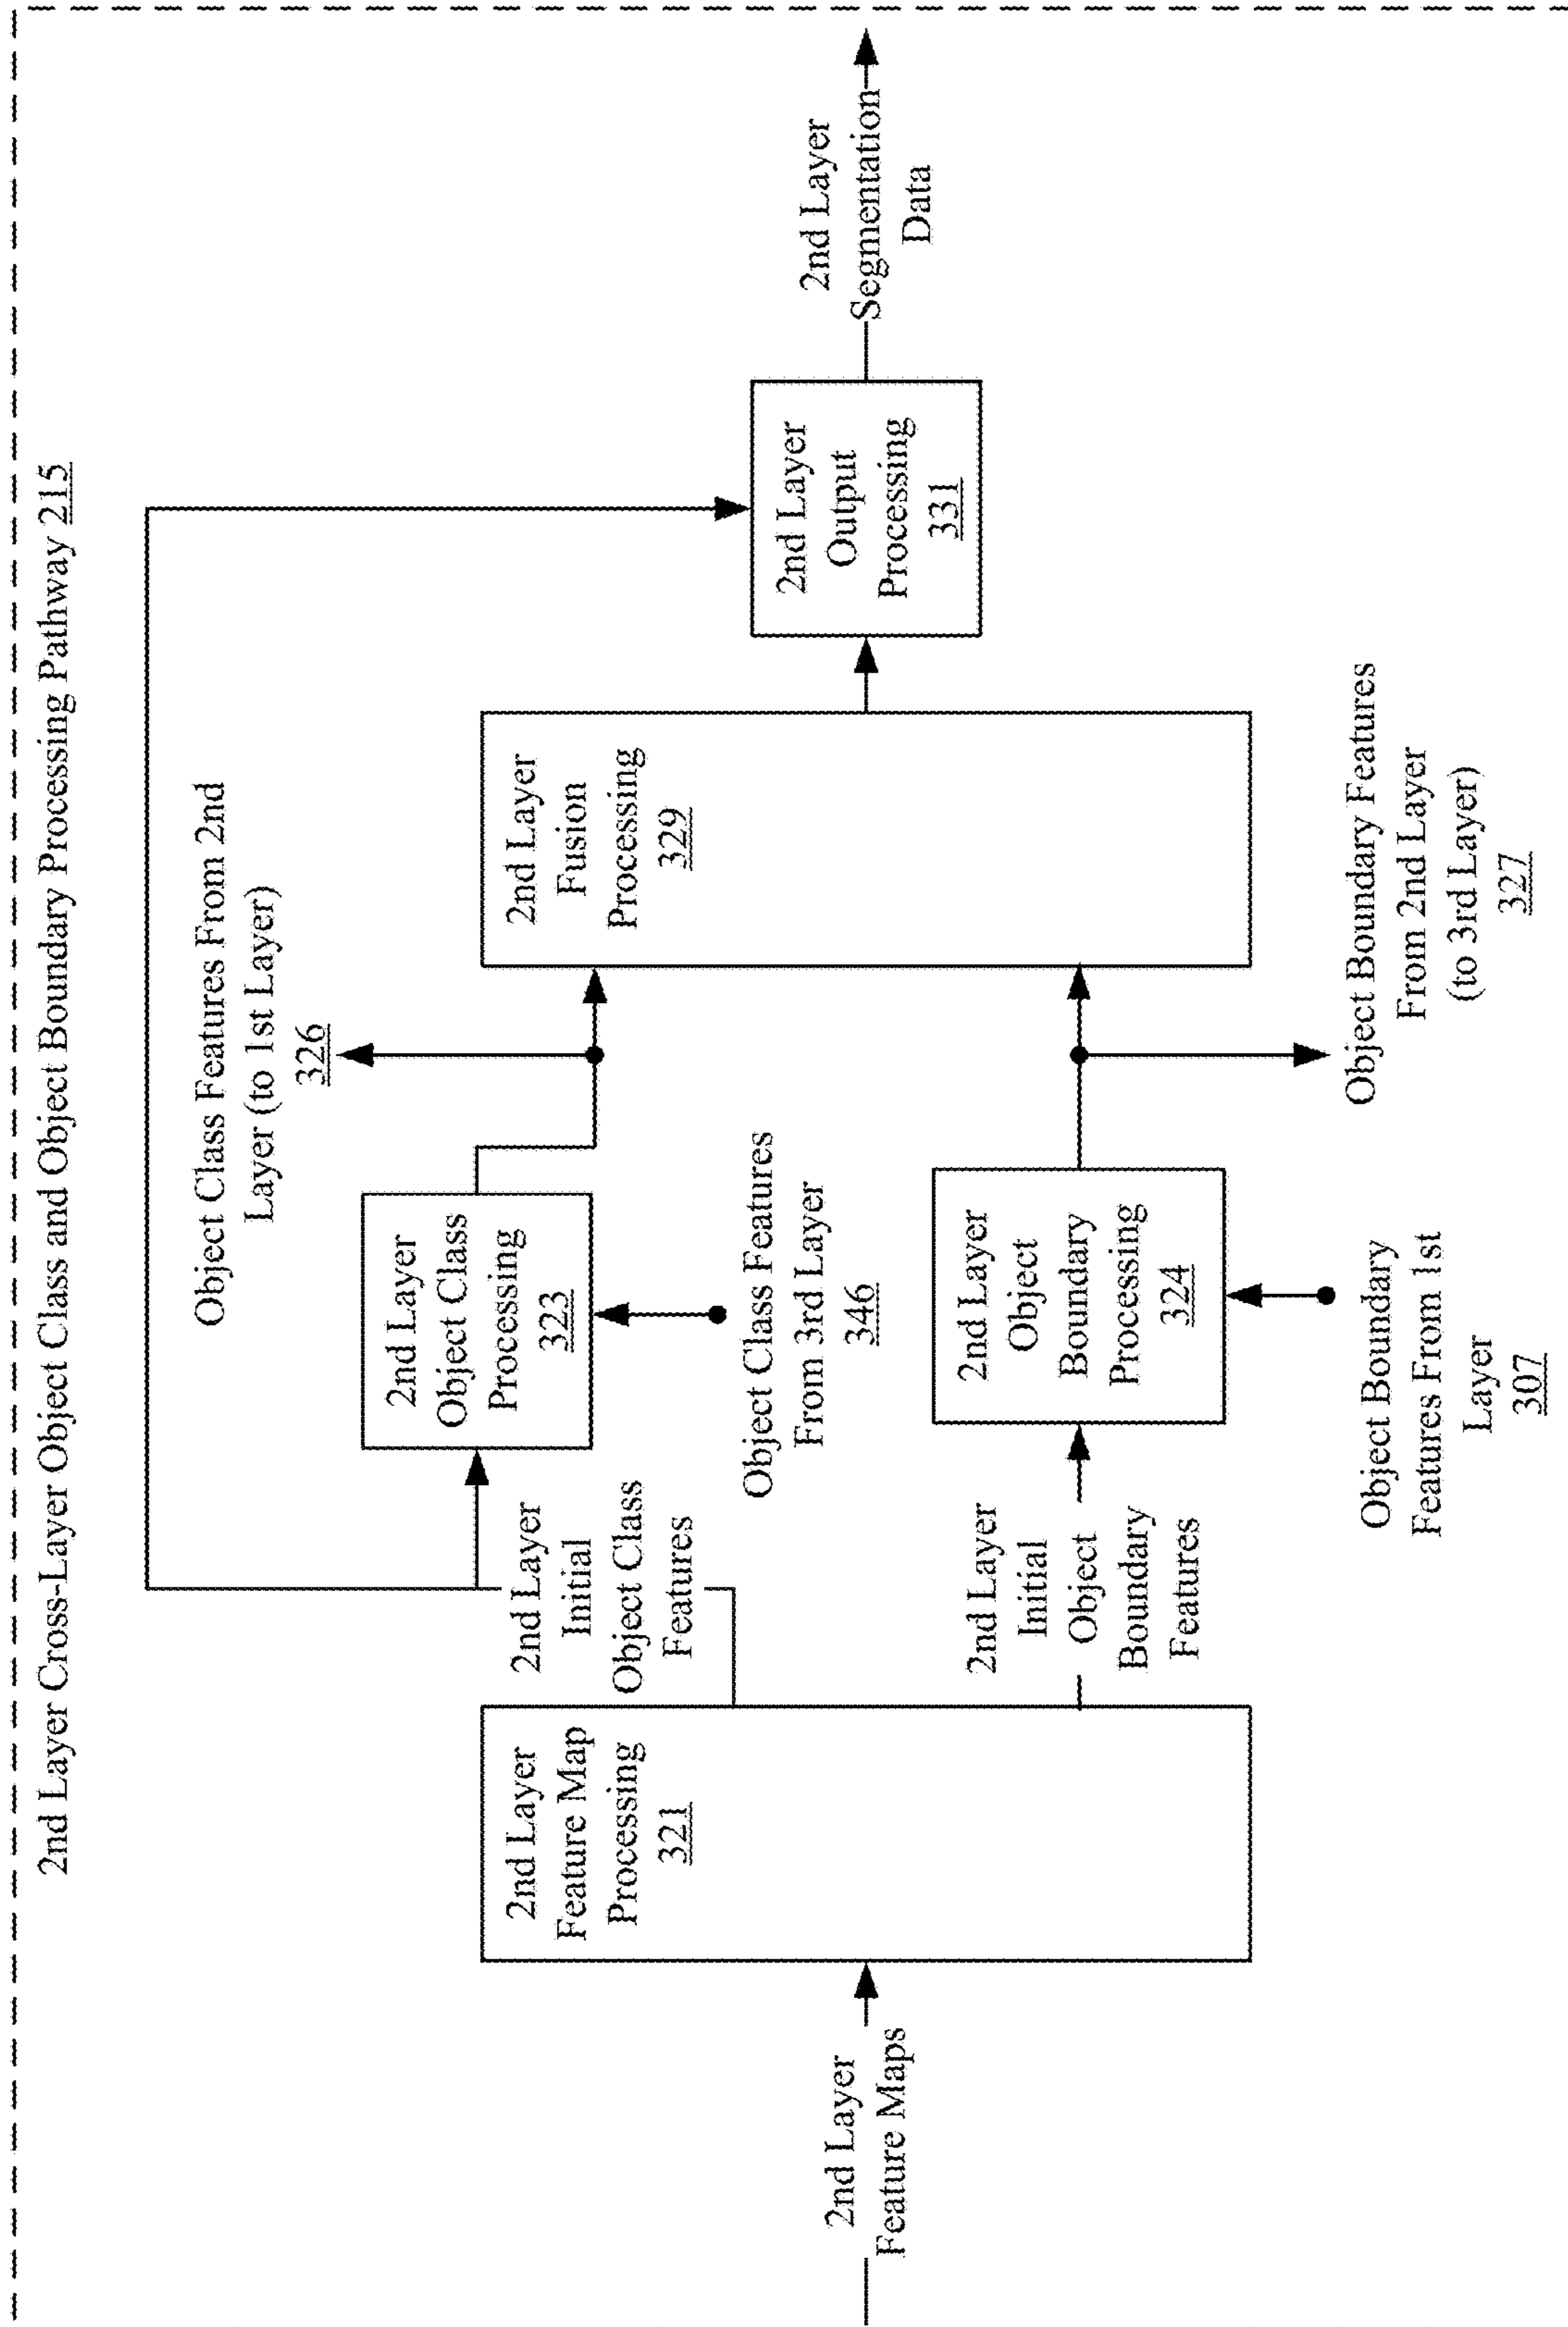 2nd Layer Cross-Layer Object Class and Object Boundary Processing Pathway 215
2nd Layer
Feature Maps
2nd Layer
Feature Map
Processing
321
2nd Layer
Initial
Object Class
Features
2nd Layer
Initial
Object
Boundary
Features
2nd Layer
Object Class
Processing
323
Object Class Features
From 3rd Layer
346
2nd Layer
Object
Boundary
Processing
324
Object Boundary
Features From 1st
Layer
307
Object Class Features From 2nd
Layer (to 1st Layer)
326
Object Boundary Features
From 2nd Layer
(to 3rd Layer)
327
2nd Layer
Fusion
Processing
329
2nd Layer
Output
Processing
331
2nd Layer
Segmentation
Data